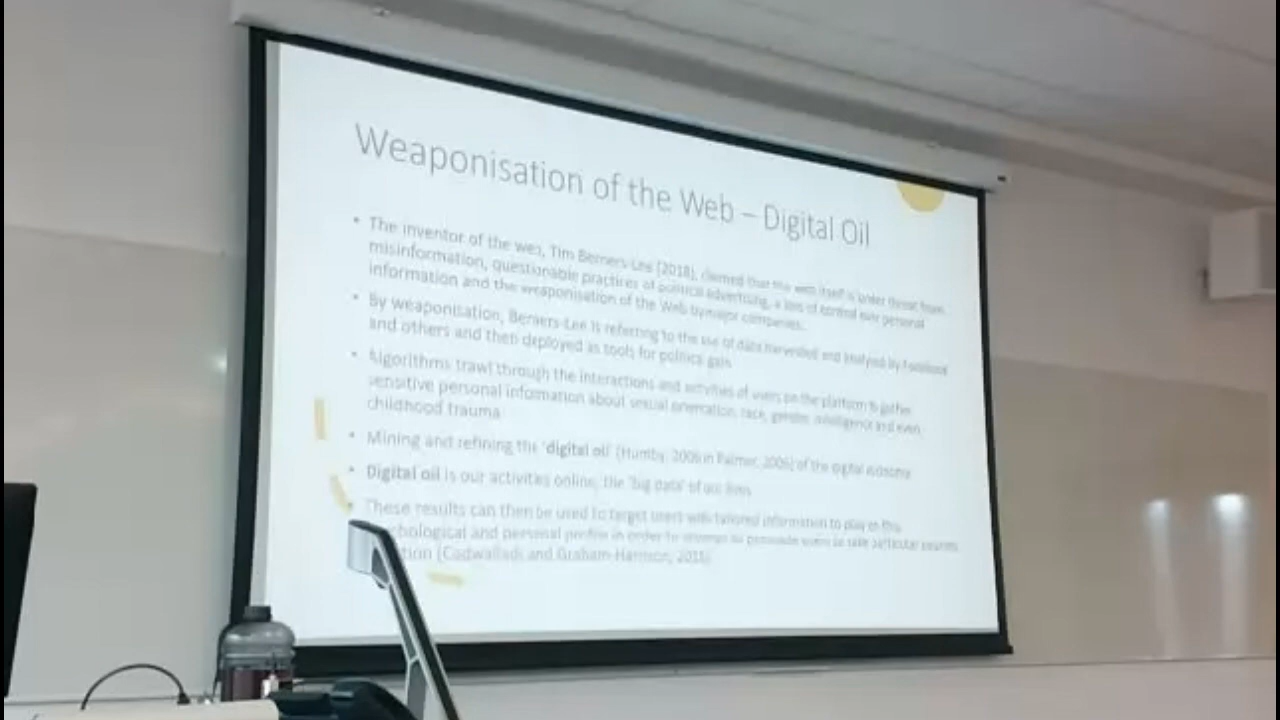 Weaponisation of the Web – Digital Oil
• The inventor of the web, Tim Berners-Lee (2018), claimed that the web itself is under threat from
misinformation, questionable practices of political advertising, a loss of control over personal
information and the weaponisation of the Web by major companies.
• By weaponisation, Berners-Lee is referring to the use of data harvested and analysed by Facebook
and others and then deployed as tools for political gain
• Algorithms trawl through the interactions and activities of users on the platform to gather
sensitive personal information about sexual orientation, race, gender, intelligence and even
childhood trauma
• Mining and refining the 'digital oil' (Humby, 2006 in Palmer, 2006) of the digital economy
• Digital oil is our activities online, the 'big data' of our lives
• These results can then be used to target users with tailored information to play on this
chological and personal profile in order to attempt to persuade users to take particular courses
tion (Cadwalladr and Graham-Harrison, 2018)